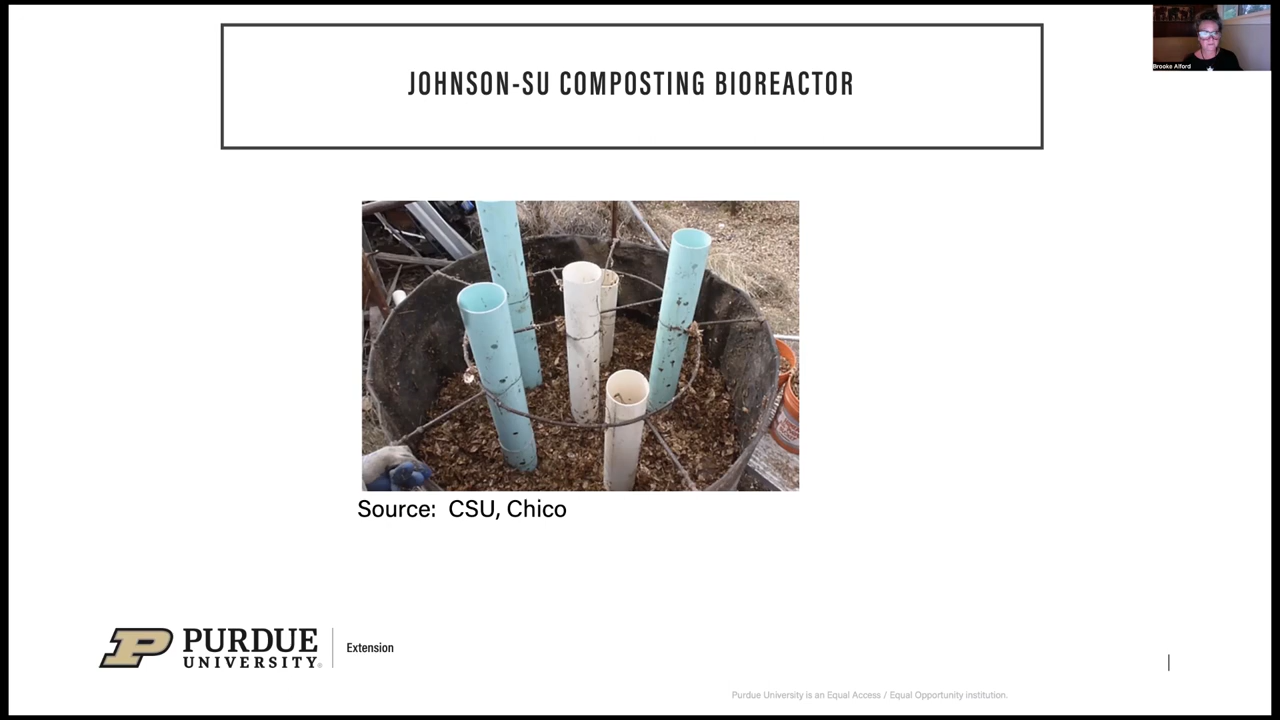 JOHNSON-SU COMPOSTING BIOREACTOR
Brooke Alford
Source: CSU, Chico
PURDUE UNIVERSITY®
Extension
Purdue University is an Equal Access / Equal Opportunity institution.